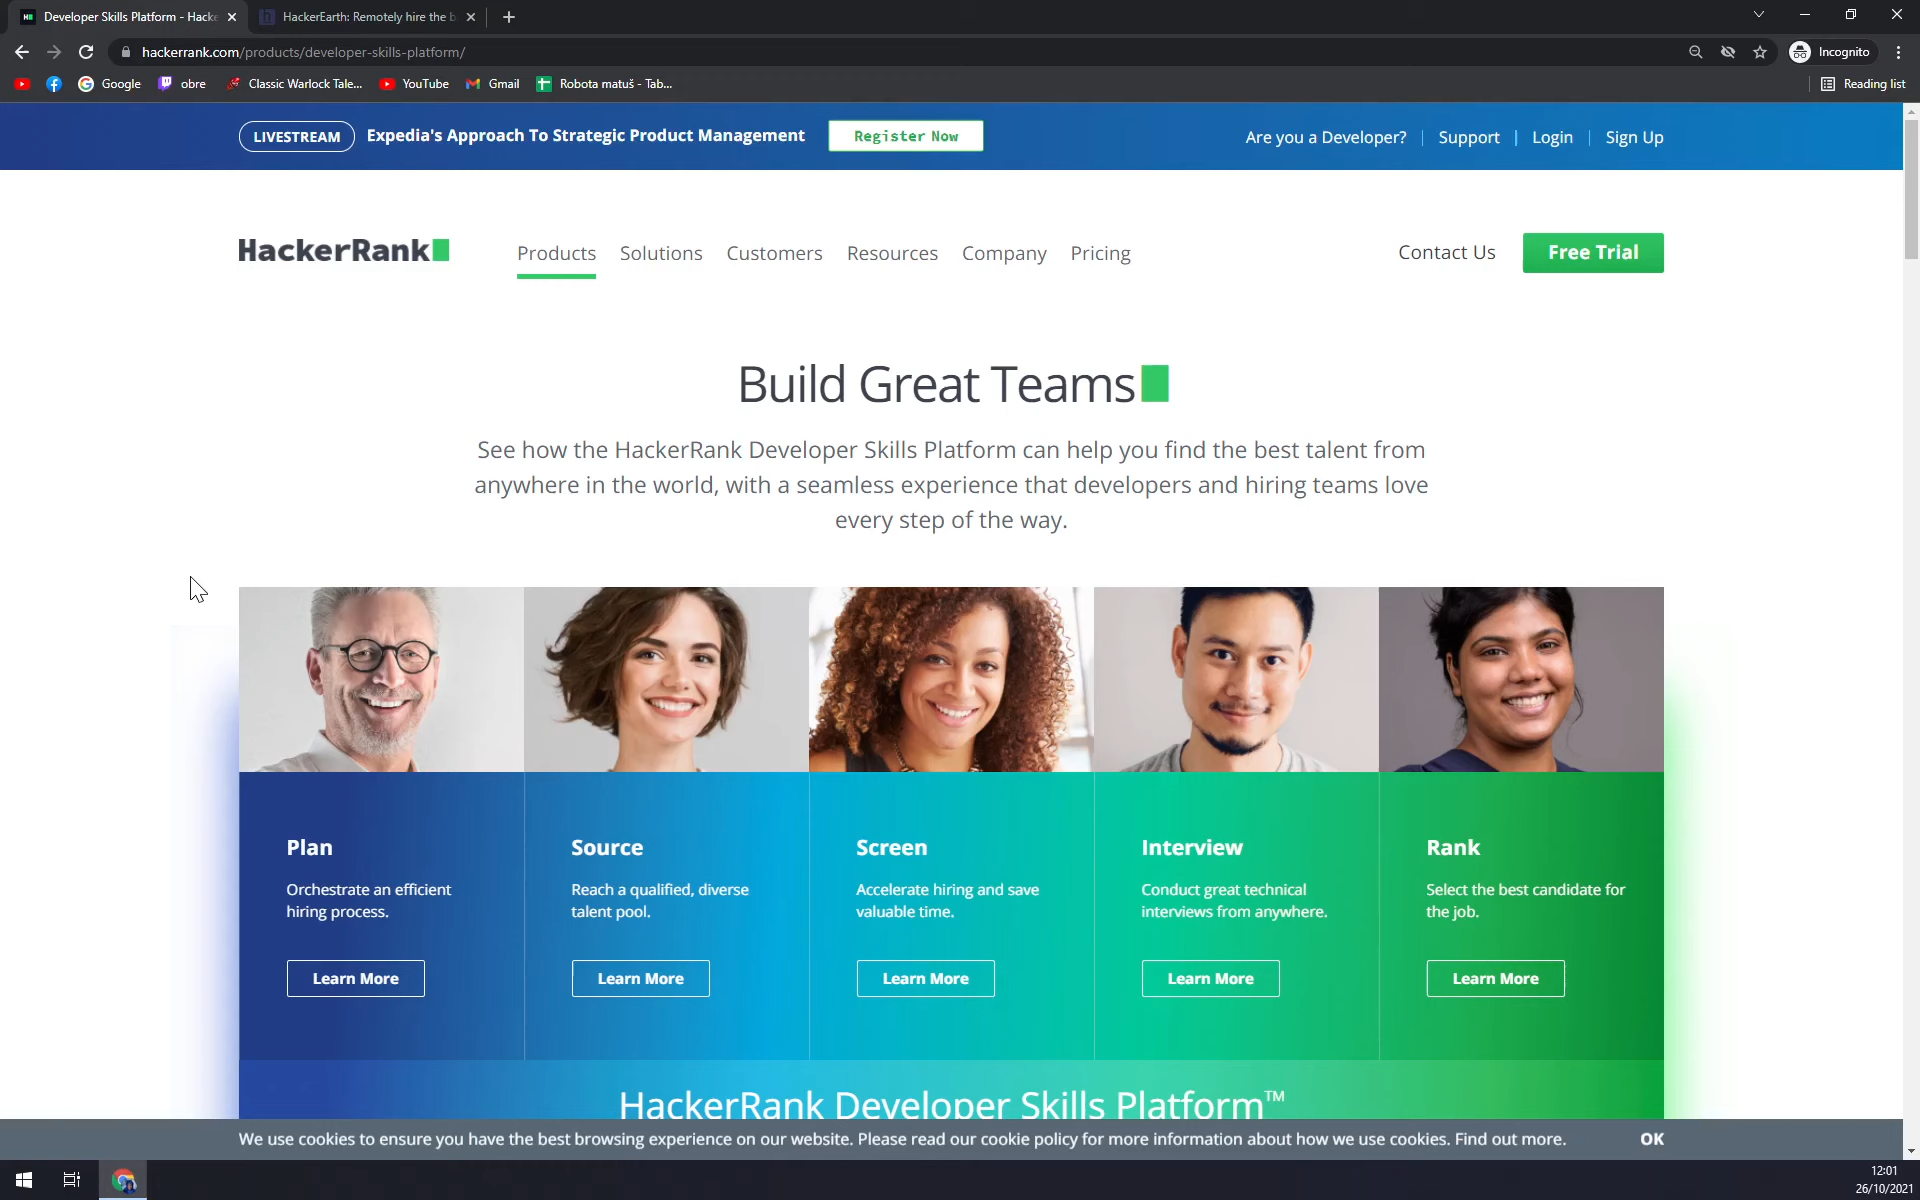 Developer Skills Platform - Hacke
HackerEarth: Remotely hire the b
hackerrank.com/products/developer-skills-platform/
Incognito
Google
obre
Classic Warlock Tale...
YouTube
Gmail
Robota matuš - Tab...
Reading list
LIVESTREAM
Expedia's Approach To Strategic Product Management
Register Now
Are you a Developer?
Support
Login
Sign Up
HackerRank
Products
Solutions
Customers
Resources
Company
Pricing
Contact Us
Free Trial
Build Great Teams
See how the HackerRank Developer Skills Platform can help you find the best talent from
anywhere in the world, with a seamless experience that developers and hiring teams love
every step of the way.
Plan
Orchestrate an efficient
hiring process.
Learn More
Source
Reach a qualified, diverse
talent pool.
Learn More
Screen
Accelerate hiring and save
valuable time.
Learn More
Interview
Conduct great technical
interviews from anywhere.
Learn More
Rank
Select the best candidate for
the job.
Learn More
HackerRank Developer Skills Platform™
We use cookies to ensure you have the best browsing experience on our website. Please read our cookie policy for more information about how we use cookies. Find out more.
OK
12:01
26/10/2021